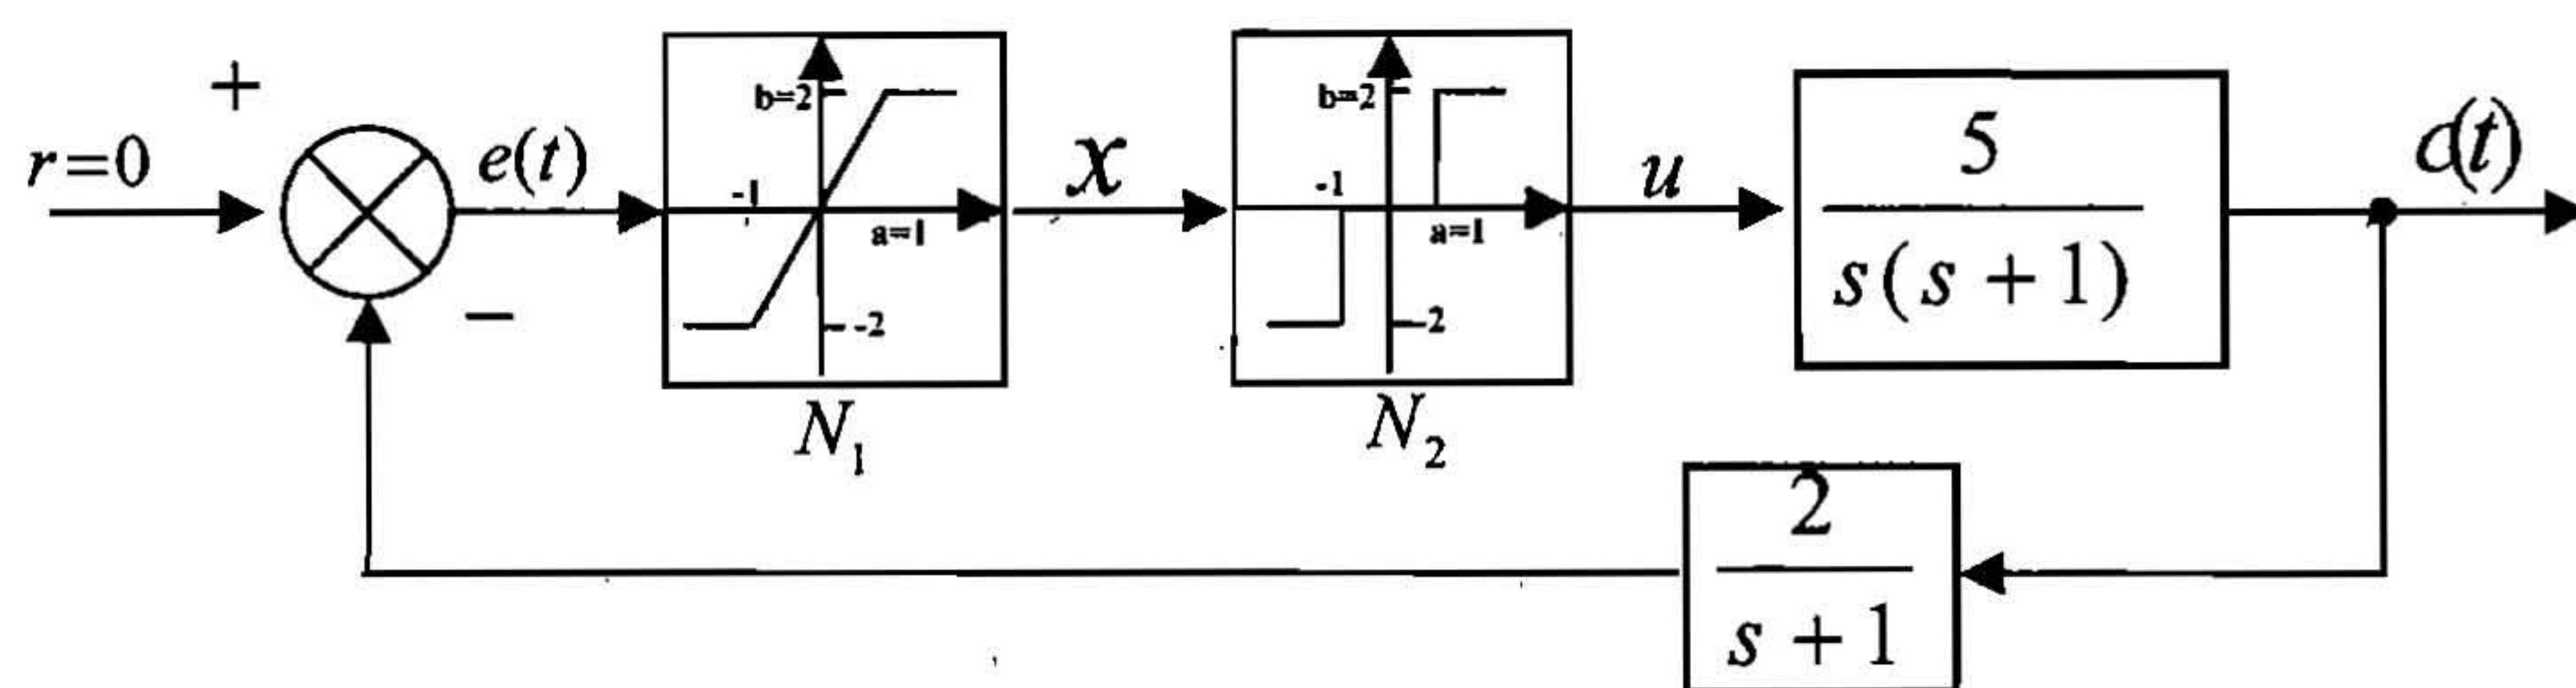 +
r=0
e(t)
b=2
-1
a=1
-2
N₁
x
b=2
-1
a=1
-2
N₂
u
5
s(s+1)
c(t)
−
2
s+1